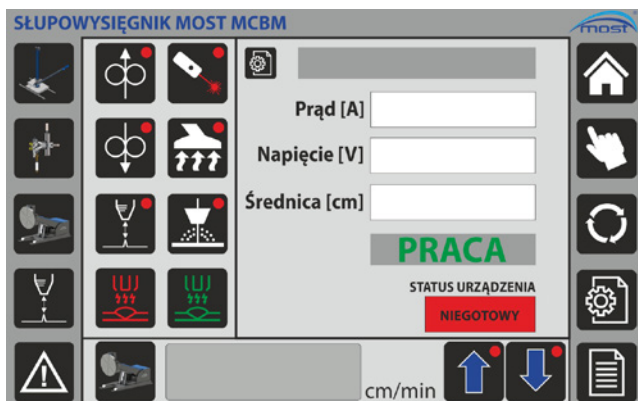 SŁUPOWYSIĘGNIK MOST MCBM
most
Prąd [A]
Napięcie [V]
Średnica [cm]
PRACA
STATUS URZĄDZENIA
NIEGOTOWY
cm/min